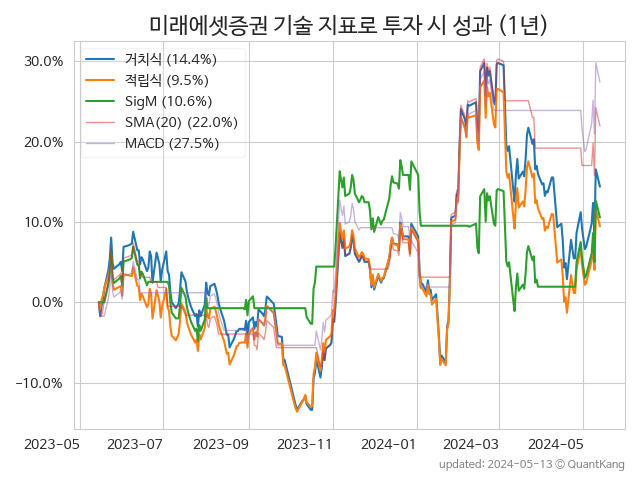 미래에셋증권 기술 지표로 투자 시 성과 (1년)
30.0%
20.0%
10.0%
0.0%
−10.0%
거치식 (14.4%)
적립식 (9.5%)
SigM (10.6%)
SMA(20) (22.0%)
MACD (27.5%)
2023-05 2023-07 2023-09 2023-11 2024-01 2024-03 2024-05
updated: 2024-05-13 ⓒ QuantKang